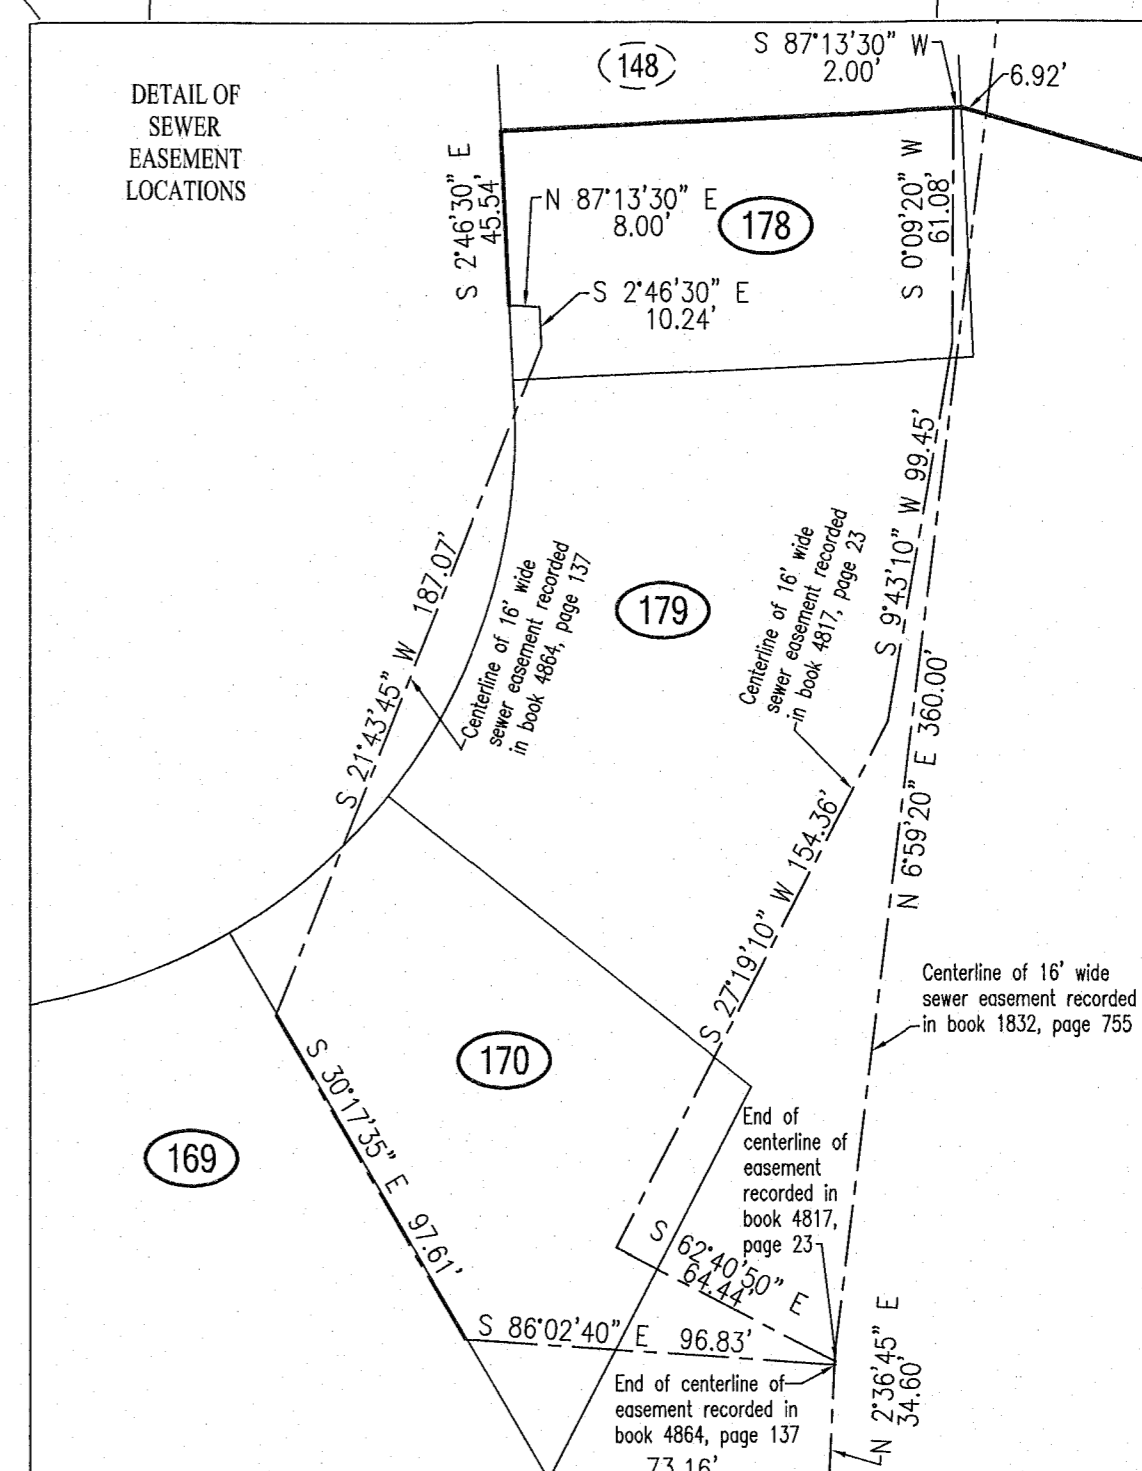 DETAIL OF
SEWER
EASEMENT
LOCATIONS
148
S 87°13'30" W
2.00'
6.92'
S 2°46'30" E
45.54'
N 87°13'30" E
8.00'
178
S 0°09'20" W
61.08'
S 2°46'30" E
10.24'
S 21°43'45" W 187.07'
Centerline of 16' wide
sewer easement recorded
in book 4864, page 137
179
Centerline of 16' wide
sewer easement recorded
in book 4817, page 23
S 9°43'10" W 99.45'
N 6°59'20" E 360.00'
S 27°19'10" W 154.36'
Centerline of 16' wide
sewer easement recorded
in book 1832, page 755
170
169
S 30°17'35" E 97.61'
End of
centerline of
easement
recorded in
book 4817,
page 23
S 62°40'50" E
64.44'
S 86°02'40" E 96.83'
End of centerline of
easement recorded in
book 4864, page 137
N 2°36'45" E
34.60'
73.16'